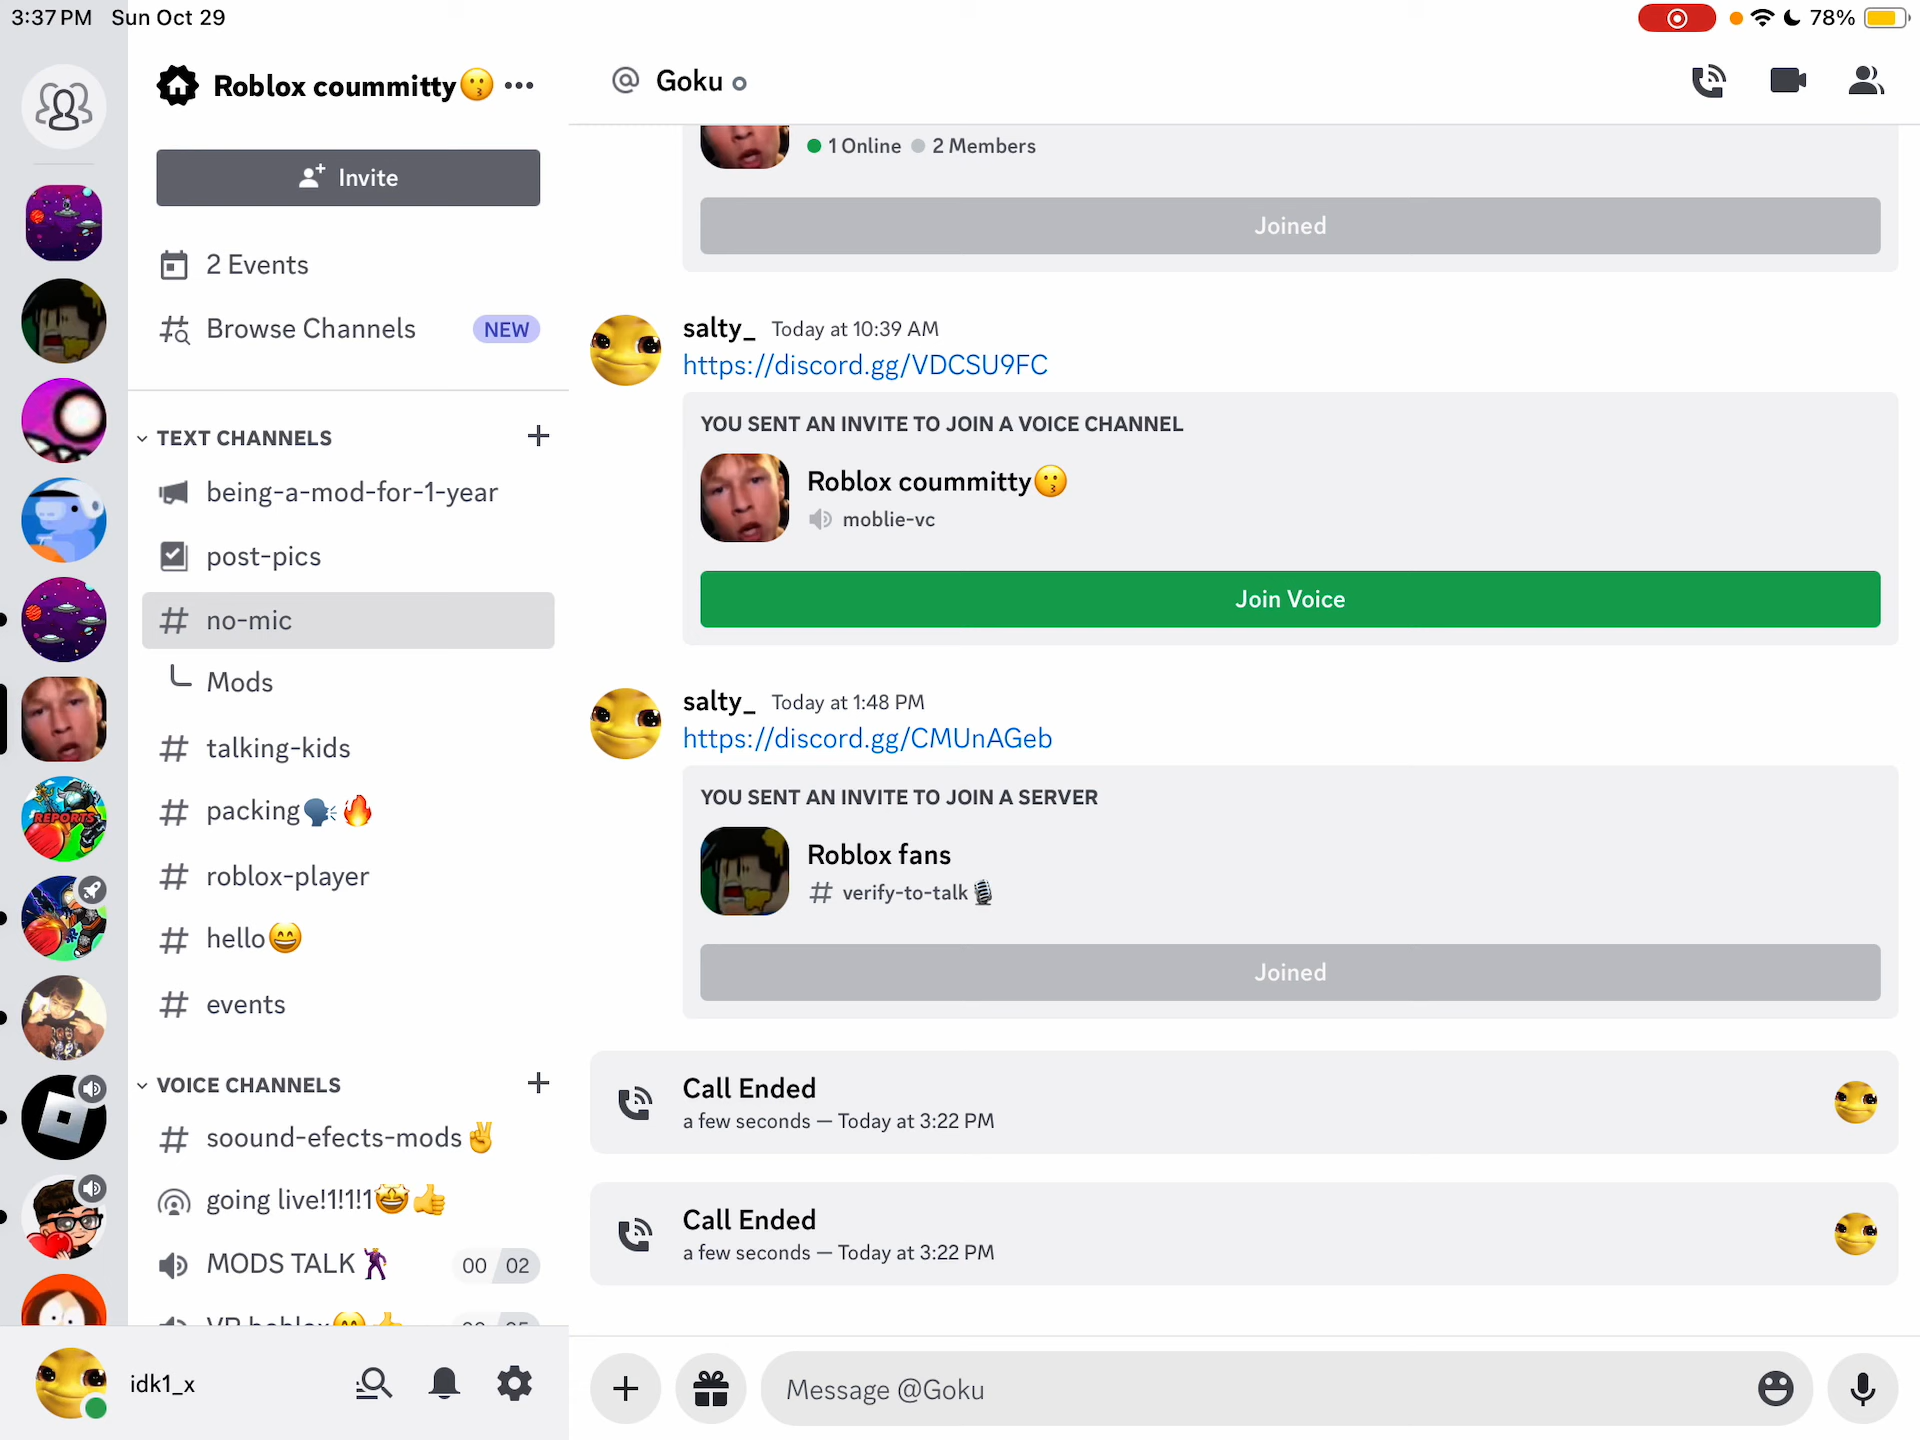 3:37 PM Sun Oct 29
78%
Roblox coummitty😗
Invite
2 Events
Browse Channels NEW
TEXT CHANNELS
being-a-mod-for-1-year
post-pics
no-mic
Mods
talking-kids
packing🗣️🔥
roblox-player
hello😄
events
VOICE CHANNELS
soound-efects-mods✌️
going live!1!1!1🤩👍
MODS TALK🕺 00 02
idk1_x
REPORTS
@ Goku
1 Online 2 Members
Joined
salty_ Today at 10:39 AM
https://discord.gg/VDCSU9FC
YOU SENT AN INVITE TO JOIN A VOICE CHANNEL
Roblox coummitty😗
moblie-vc
Join Voice
salty_ Today at 1:48 PM
https://discord.gg/CMUnAGeb
YOU SENT AN INVITE TO JOIN A SERVER
Roblox fans
# verify-to-talk🎙️
Joined
Call Ended
a few seconds — Today at 3:22 PM
Call Ended
a few seconds — Today at 3:22 PM
Message @Goku